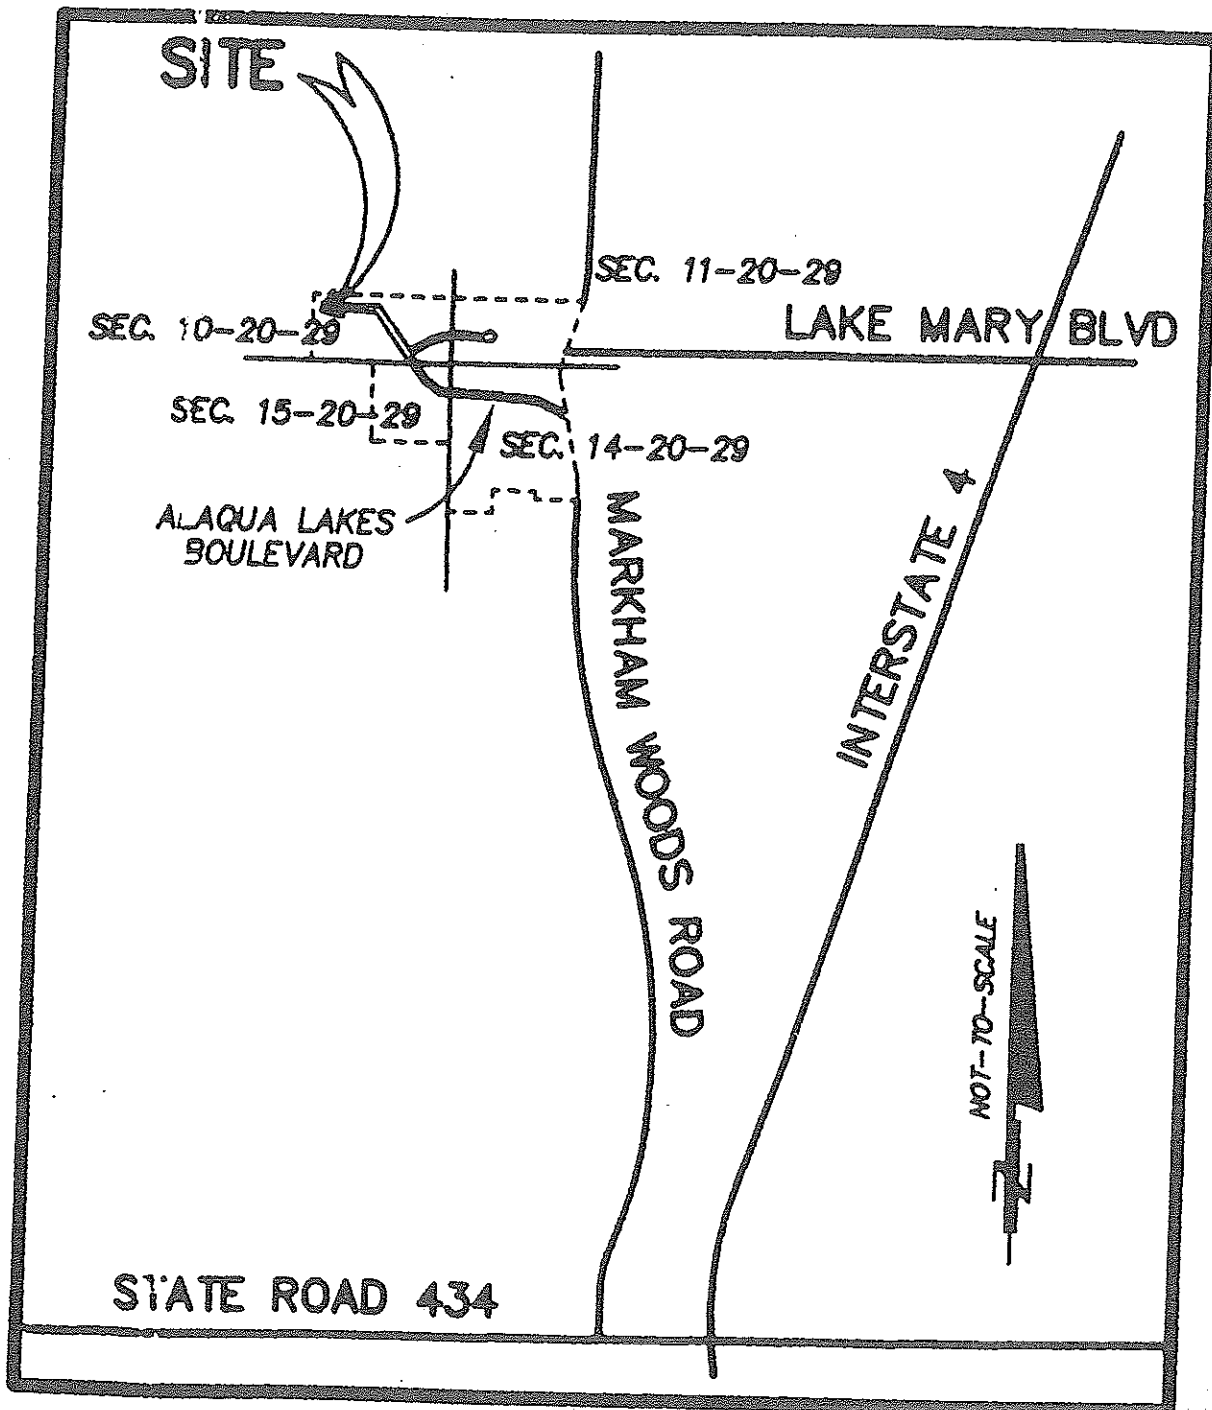 SITE
SEC. 11-20-29
LAKE MARY BLVD
SEC. 10-20-29
SEC. 15-20-29
SEC. 14-20-29
ALAQUA LAKES
BOULEVARD
MARKHAM WOODS ROAD
INTERSTATE 4
NOT-TO-SCALE
N
STATE ROAD 434